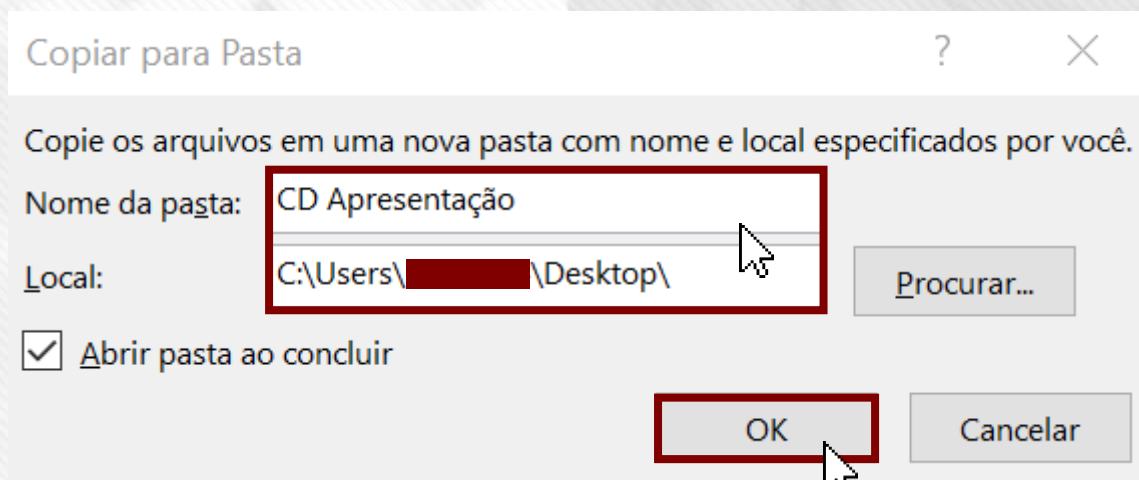 Copiar para Pasta ? ×
Copie os arquivos em uma nova pasta com nome e local especificados por você.
Nome da pasta: CD Apresentação
Local: C:\Users\ \Desktop\ Procurar...
Abrir pasta ao concluir
OK Cancelar